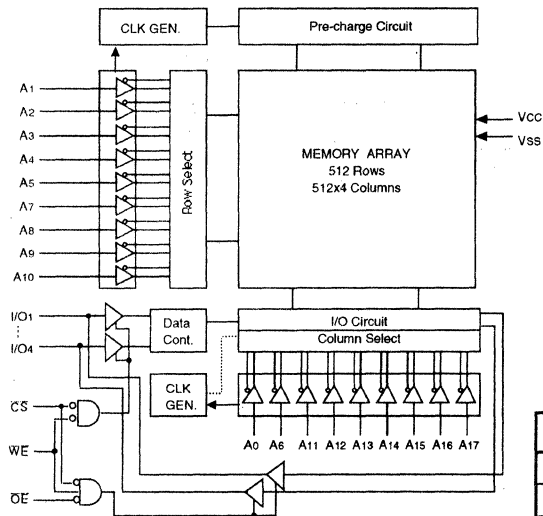 CLK GEN.
Pre-charge Circuit
A1
A2
A3
A4
A5
A7
A8
A9
A10
Row Select
MEMORY ARRAY
512 Rows
512x4 Columns
Vcc
Vss
I/O1
I/O4
Data
Cont.
I/O Circuit
Column Select
CLK
GEN.
A0 A6 A11 A12 A13 A14 A15 A16 A17
CS
WE
OE